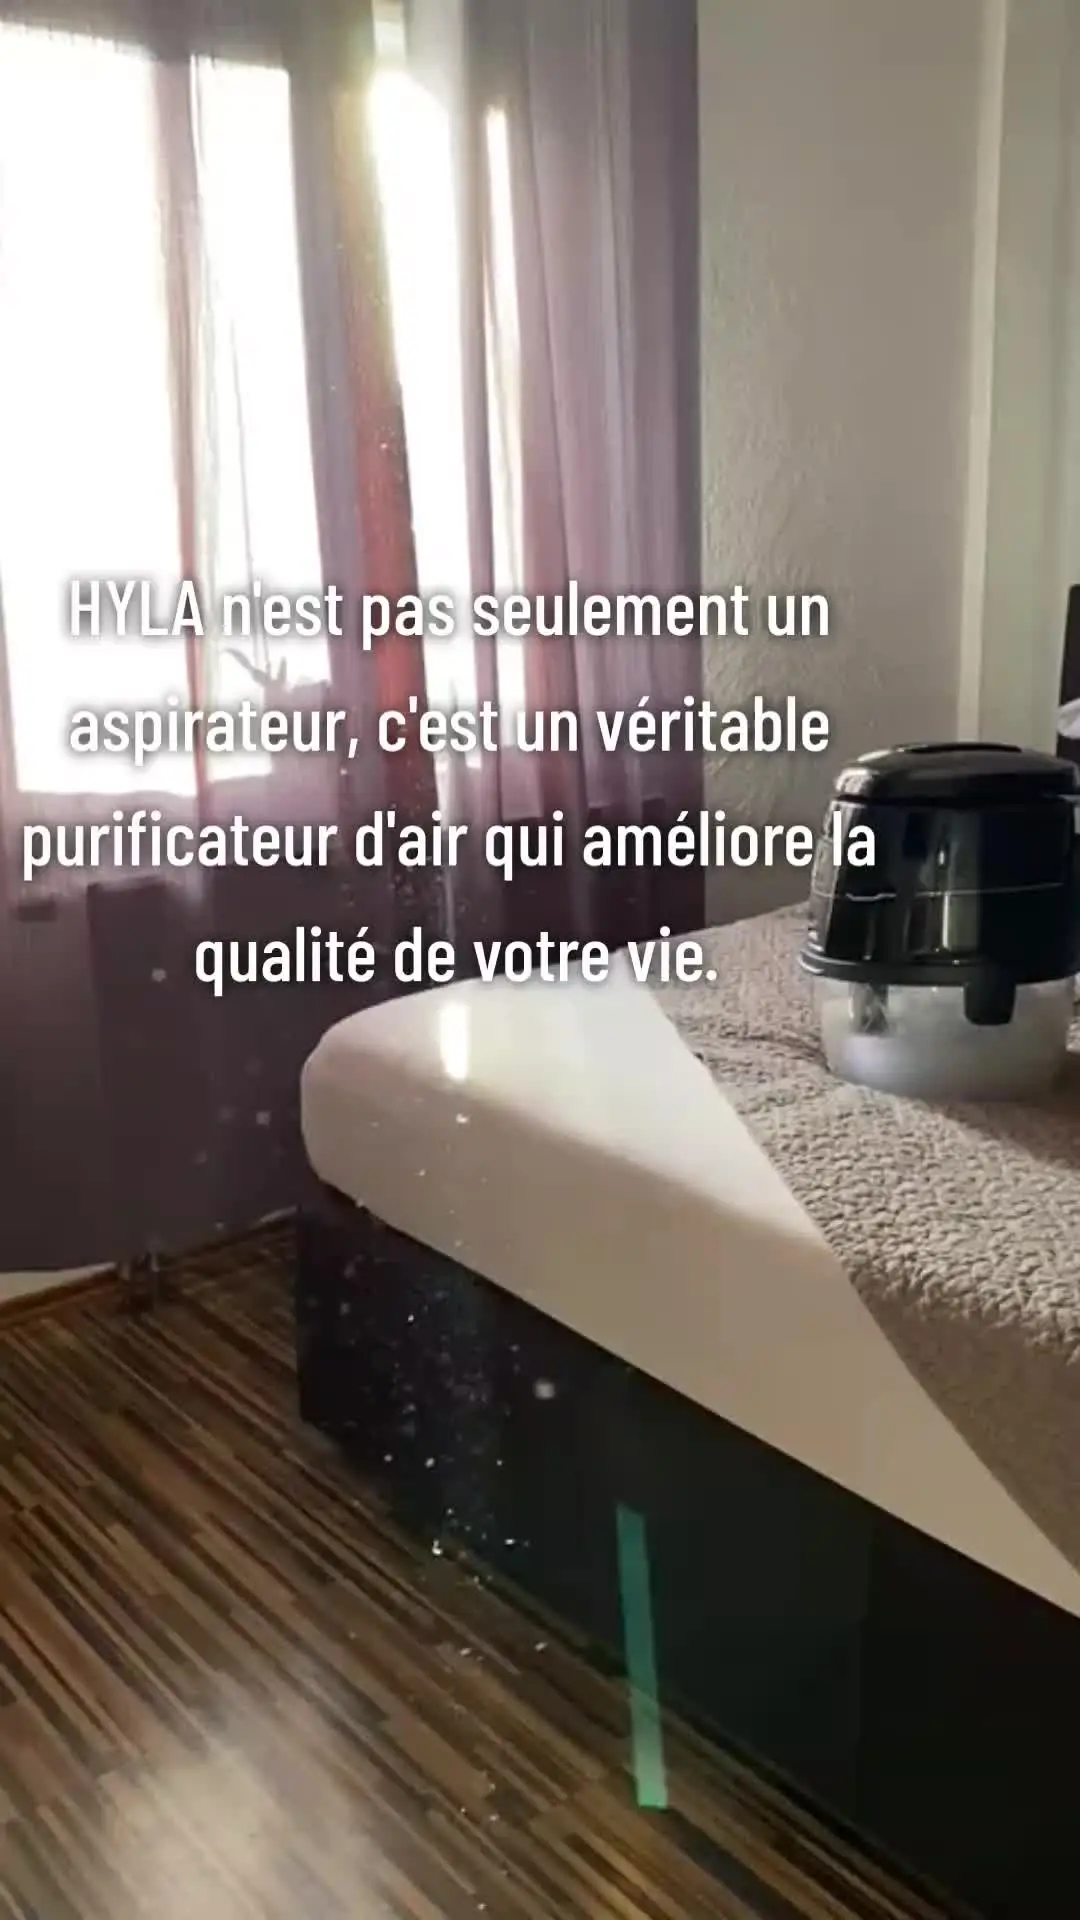 HYLA n'est pas seulement un
aspirateur, c'est un véritable
purificateur d'air qui améliore la
qualité de votre vie.